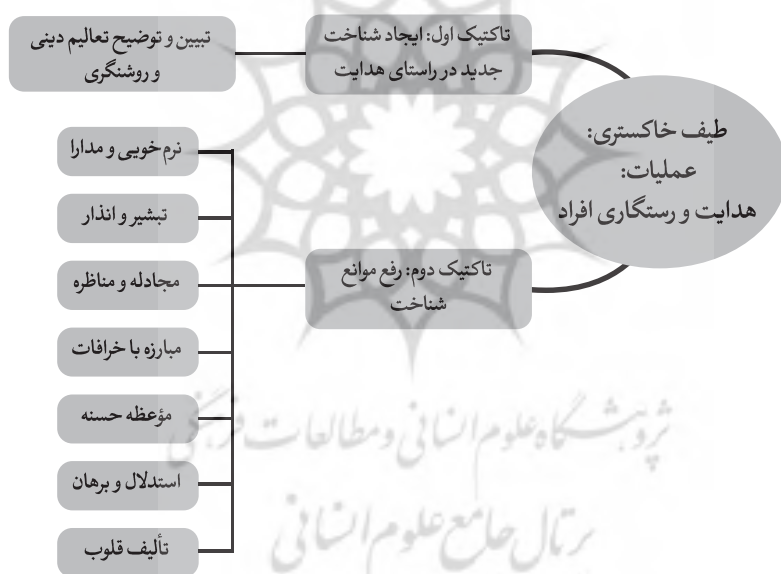 طیف خاکستری:
عملیات:
هدایت و رستگاری افراد
تاکتیک اول: ایجاد شناخت
جدید در راستای هدایت
تبیین و توضیح تعالیم دینی
و روشنگری
تاکتیک دوم: رفع موانع
شناخت
نرم‌خویی و مدارا
تبشیر و انذار
مجادله و مناظره
مبارزه با خرافات
مؤعظه حسنه
استدلال و برهان
تألیف قلوب
پژوهشگاه علوم انسانی و مطالعات فرهنگی
پرتال جامع علوم انسانی